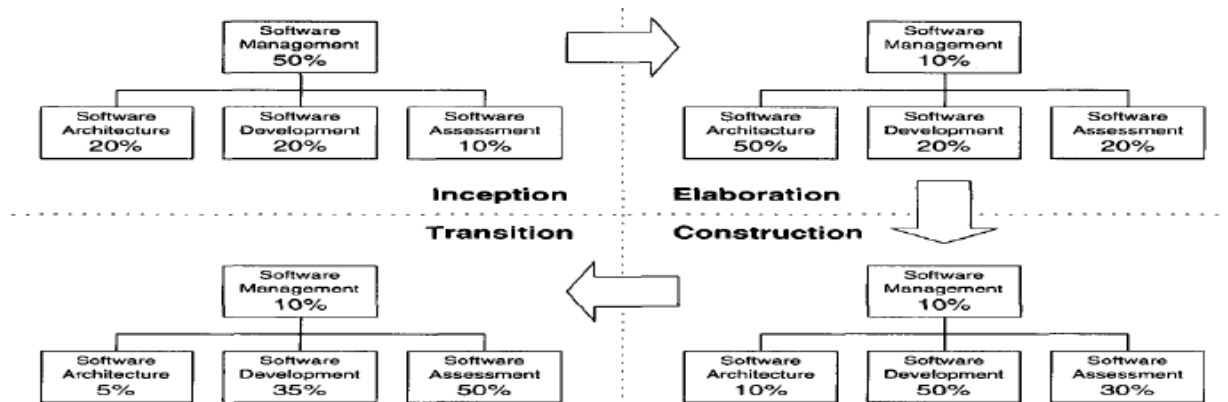 Software
Management
50%
Software
Architecture
20%
Software
Development
20%
Software
Assessment
10%
Inception
Software
Management
10%
Software
Architecture
50%
Software
Development
20%
Software
Assessment
20%
Elaboration
Transition
Software
Management
10%
Software
Architecture
5%
Software
Development
35%
Software
Assessment
50%
Construction
Software
Management
10%
Software
Architecture
10%
Software
Development
50%
Software
Assessment
30%